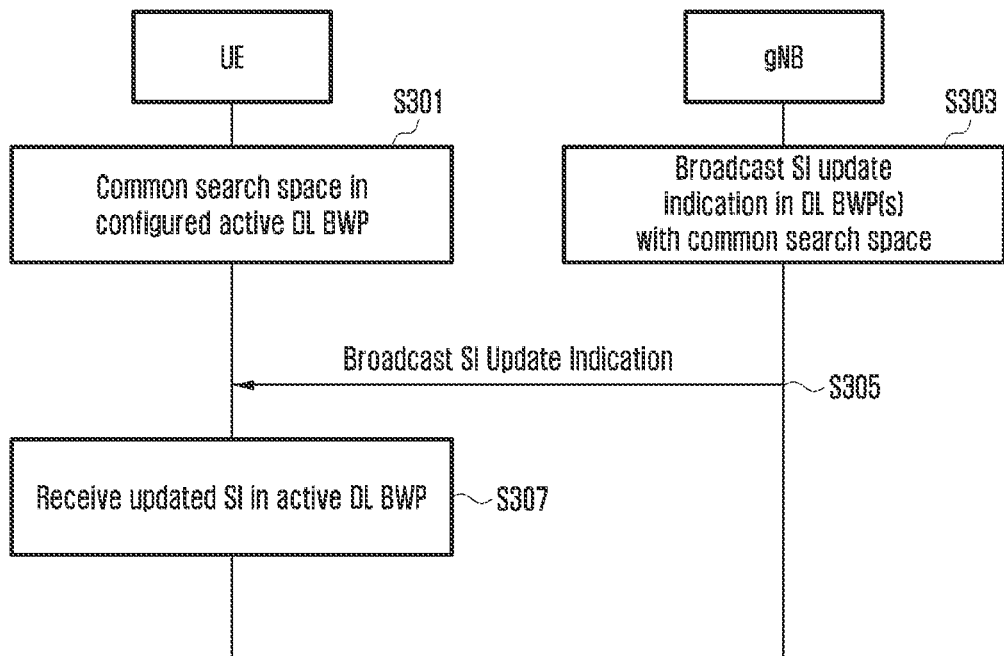 UE
gNB
S301
S303
Common search space in
configured active DL BWP
Broadcast SI update
indication in DL BWP(s)
with common search space
Broadcast SI Update Indication
S305
Receive updated SI in active DL BWP
S307